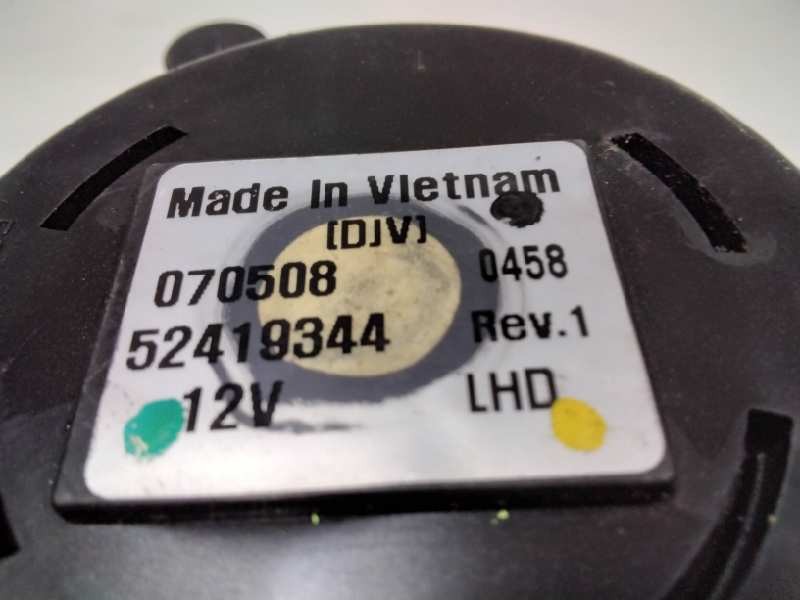 Made In Vietnam
[DJV]
070508 0458
52419344 Rev.1
12V LHD